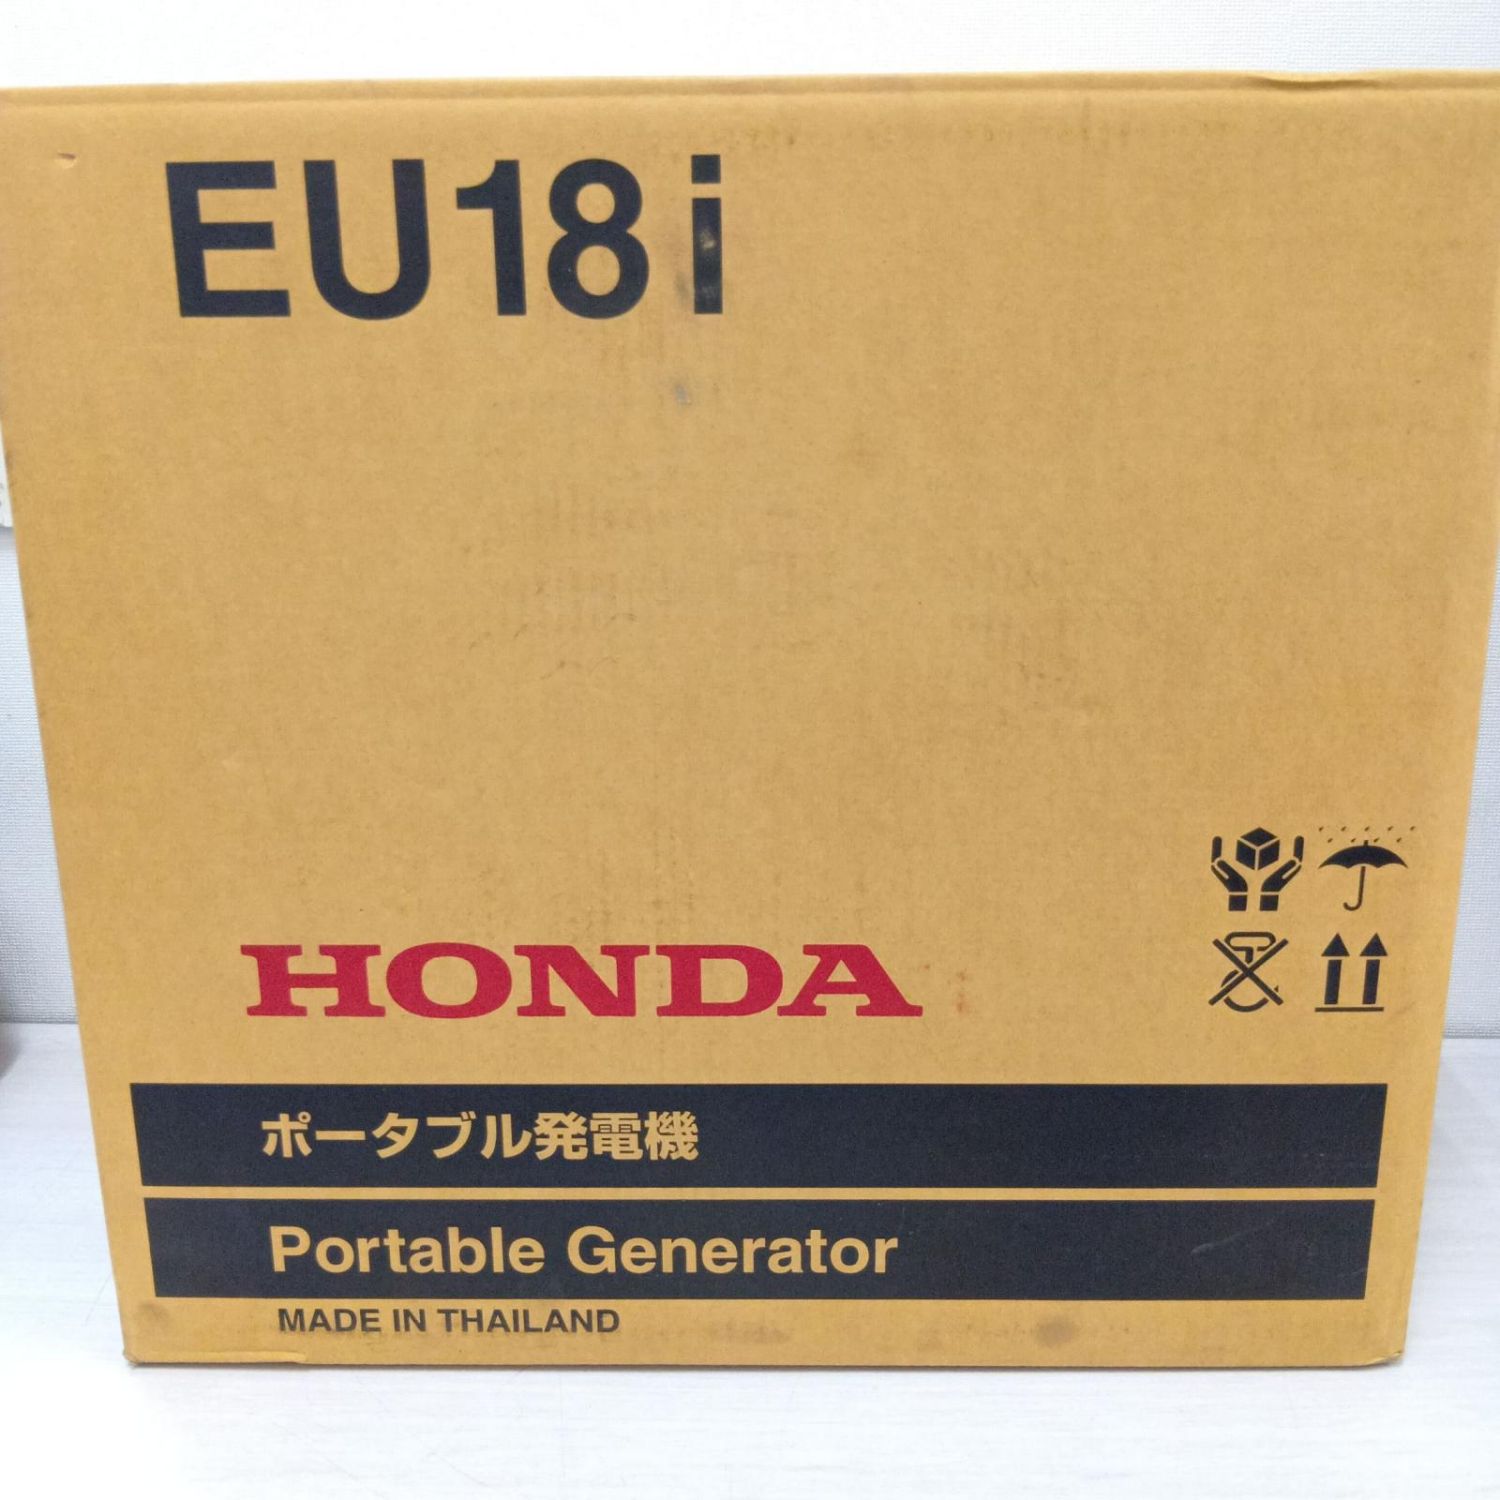 EU18i
HONDA
ポータブル発電機
Portable Generator
MADE IN THAILAND